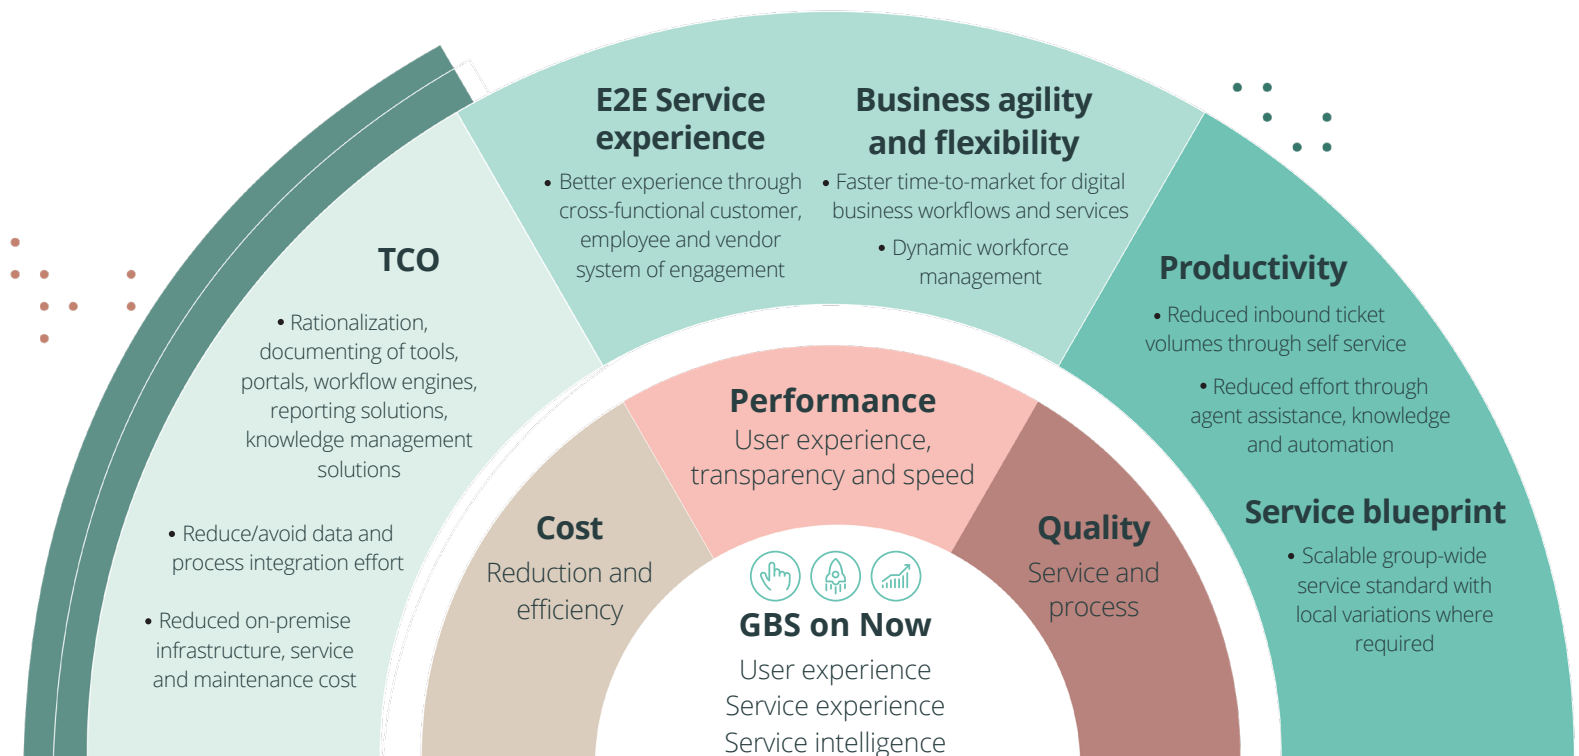 E2E Service
experience
• Better experience through
cross-functional customer,
employee and vendor
system of engagement
Business agility
and flexibility
• Faster time-to-market for digital
business workflows and services
• Dynamic workforce
management
TCO
• Rationalization,
documenting of tools,
portals, workflow engines,
reporting solutions,
knowledge management
solutions
• Reduce/avoid data and
process integration effort
• Reduced on-premise
infrastructure, service
and maintenance cost
Productivity
• Reduced inbound ticket
volumes through self service
• Reduced effort through
agent assistance, knowledge
and automation
Service blueprint
• Scalable group-wide
service standard with
local variations where
required
Performance
User experience,
transparency and speed
Cost
Reduction and
efficiency
Quality
Service and
process
GBS on Now
User experience
Service experience
Service intelligence